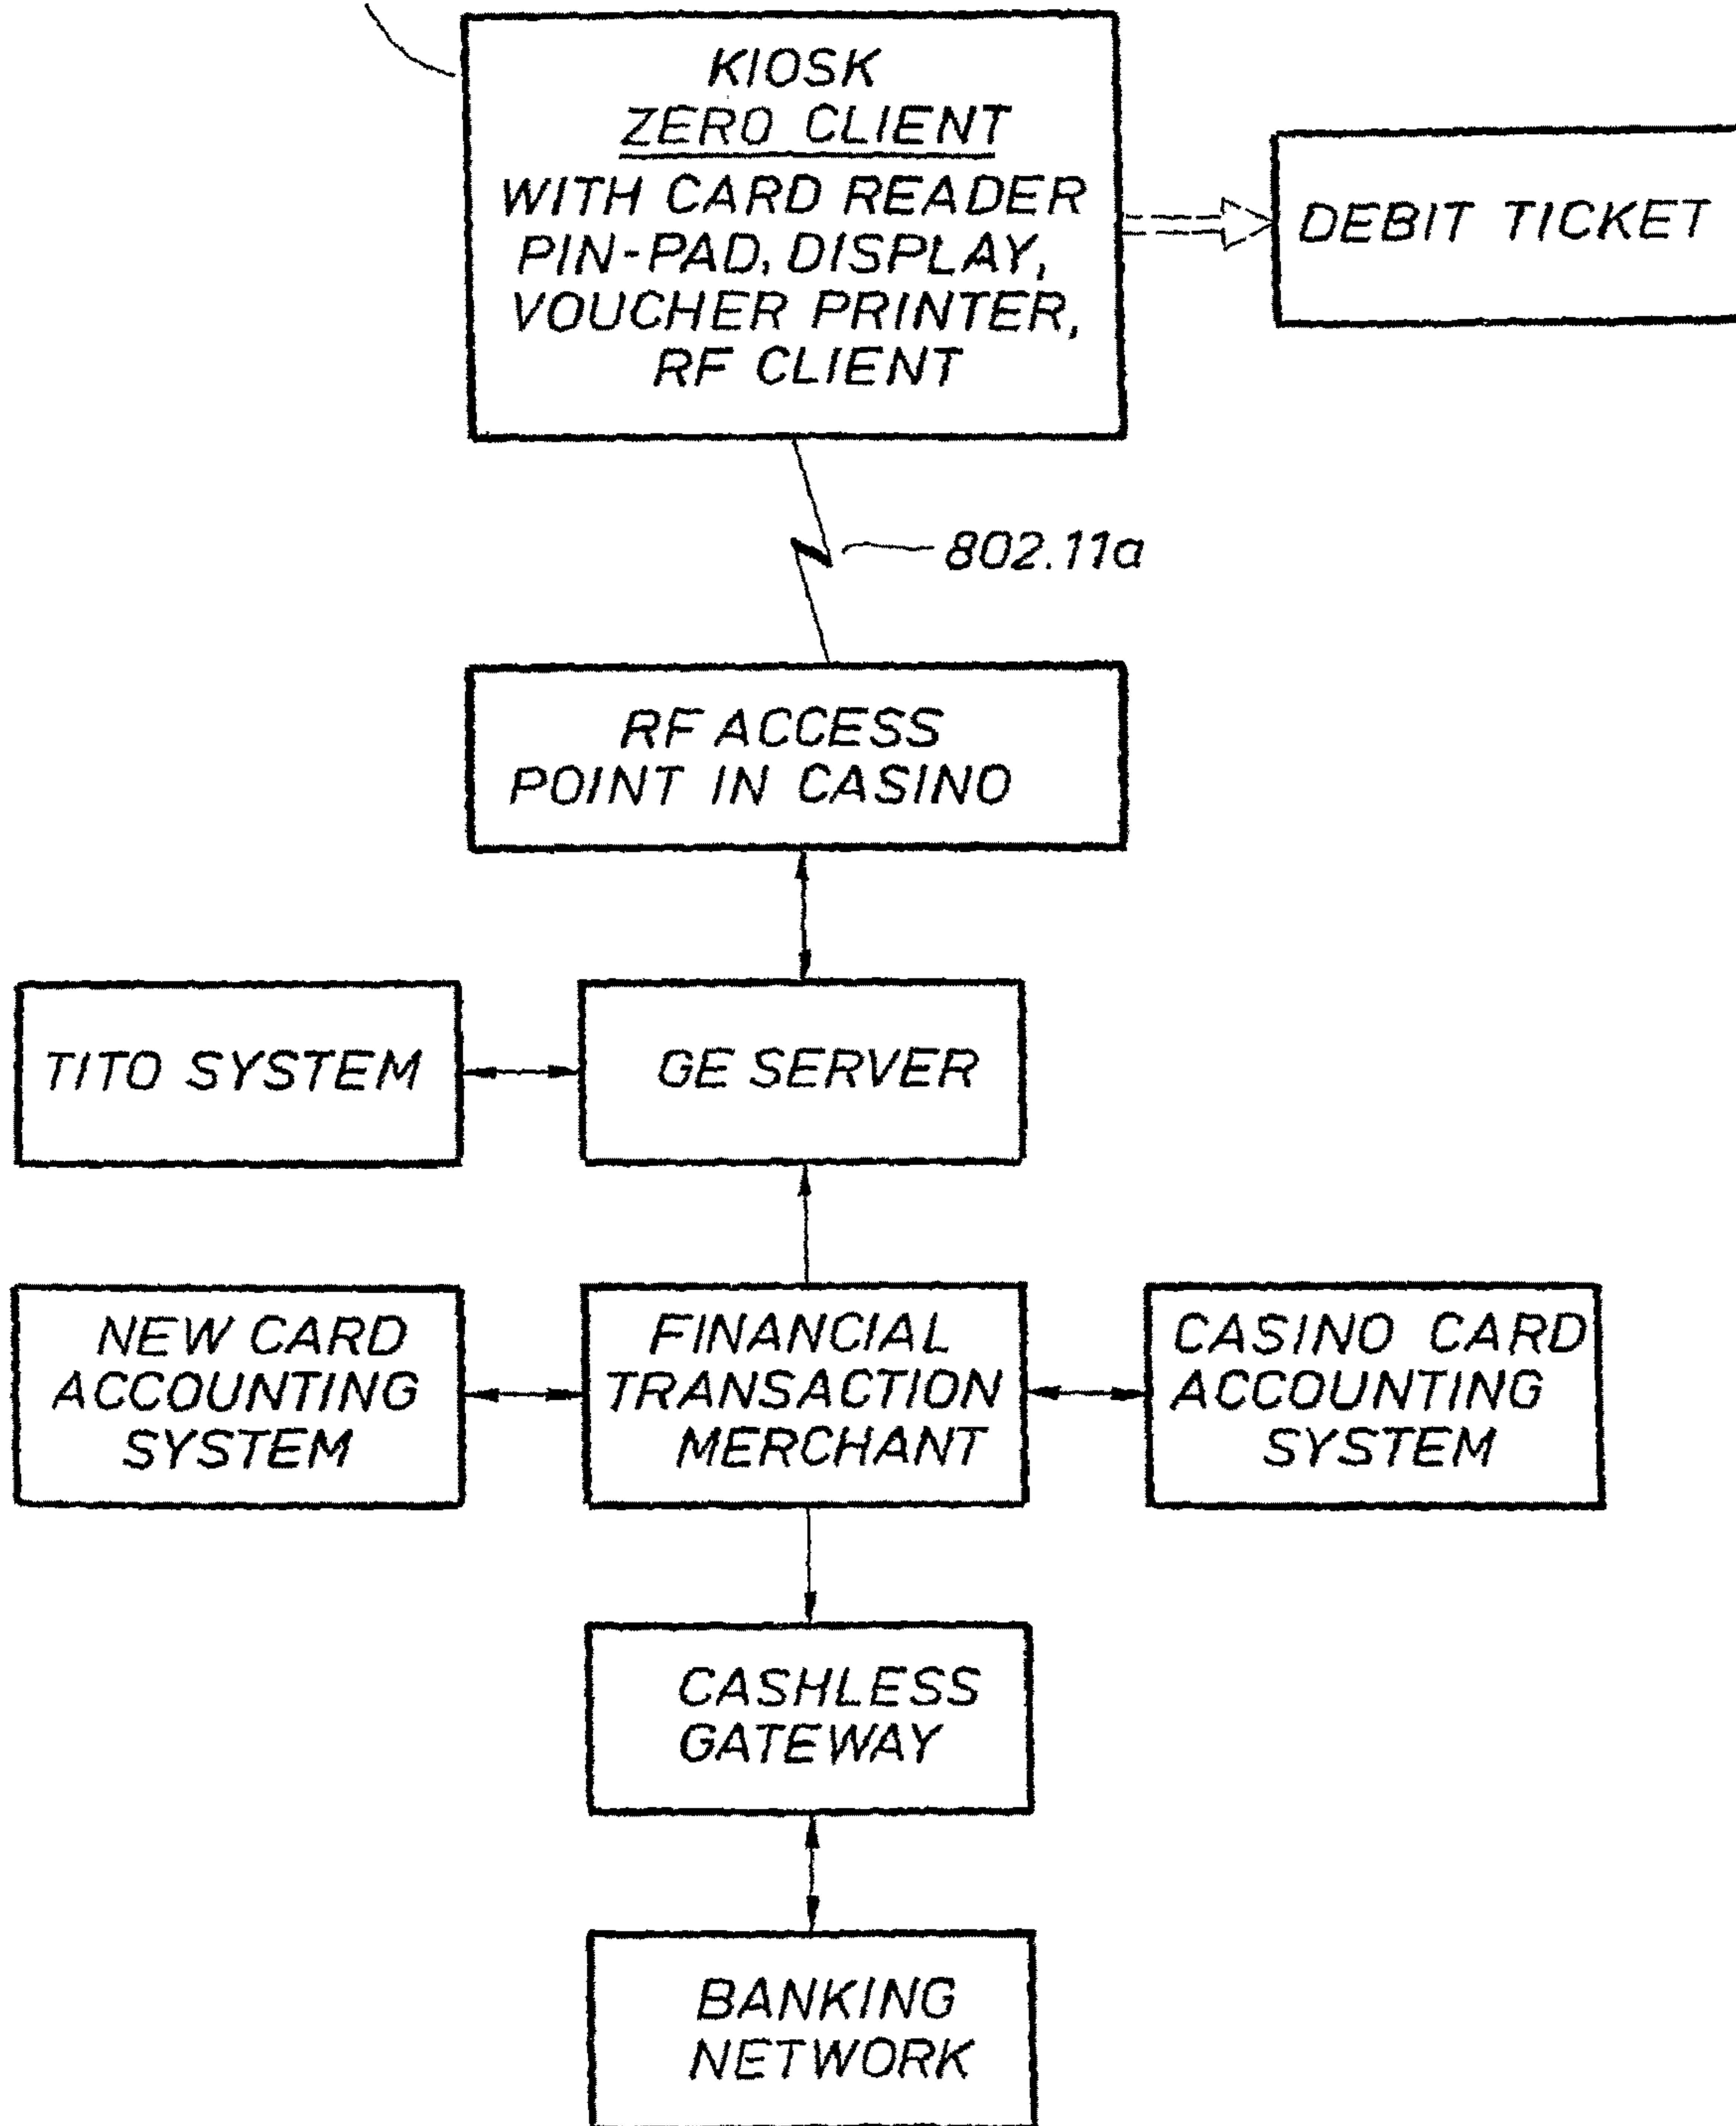 KIOSK
ZERO CLIENT
WITH CARD READER
PIN-PAD, DISPLAY,
VOUCHER PRINTER,
RF CLIENT
DEBIT TICKET
802.11a
RF ACCESS
POINT IN CASINO
TITO SYSTEM
GE SERVER
NEW CARD
ACCOUNTING
SYSTEM
FINANCIAL
TRANSACTION
MERCHANT
CASINO CARD
ACCOUNTING
SYSTEM
CASHLESS
GATEWAY
BANKING
NETWORK